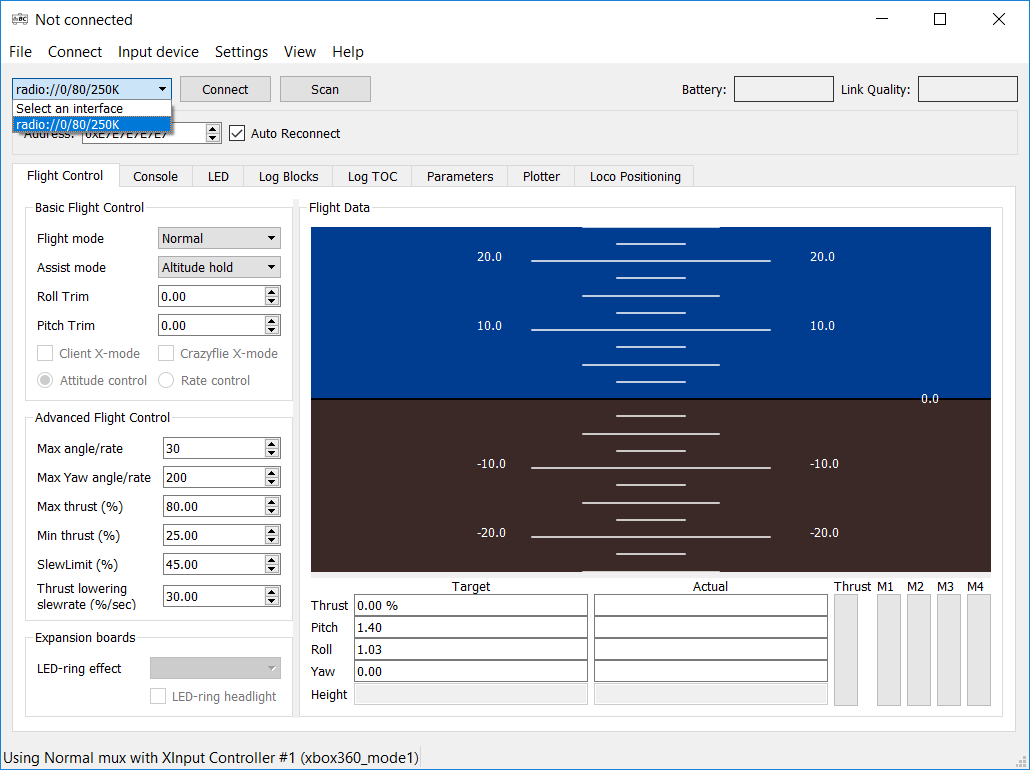 Not connected
File Connect Input device Settings View Help
radio://0/80/250K Connect Scan Battery: Link Quality:
Select an interface
radio://0/80/250K
Address: 0xE7E7E7E7E7 Auto Reconnect
Flight Control Console LED Log Blocks Log TOC Parameters Plotter Loco Positioning
Basic Flight Control
Flight mode Normal
Assist mode Altitude hold
Roll Trim 0.00
Pitch Trim 0.00
Client X-mode Crazyflie X-mode
Attitude control Rate control
Advanced Flight Control
Max angle/rate 30
Max Yaw angle/rate 200
Max thrust (%) 80.00
Min thrust (%) 25.00
SlewLimit (%) 45.00
Thrust lowering
slewrate (%/sec) 30.00
Expansion boards
LED-ring effect
LED-ring headlight
Flight Data
20.0 20.0
10.0 10.0
0.0
-10.0 -10.0
-20.0 -20.0
Target Actual Thrust M1 M2 M3 M4
Thrust 0.00 %
Pitch 1.40
Roll 1.03
Yaw 0.00
Height
Using Normal mux with XInput Controller #1 (xbox360_mode1)